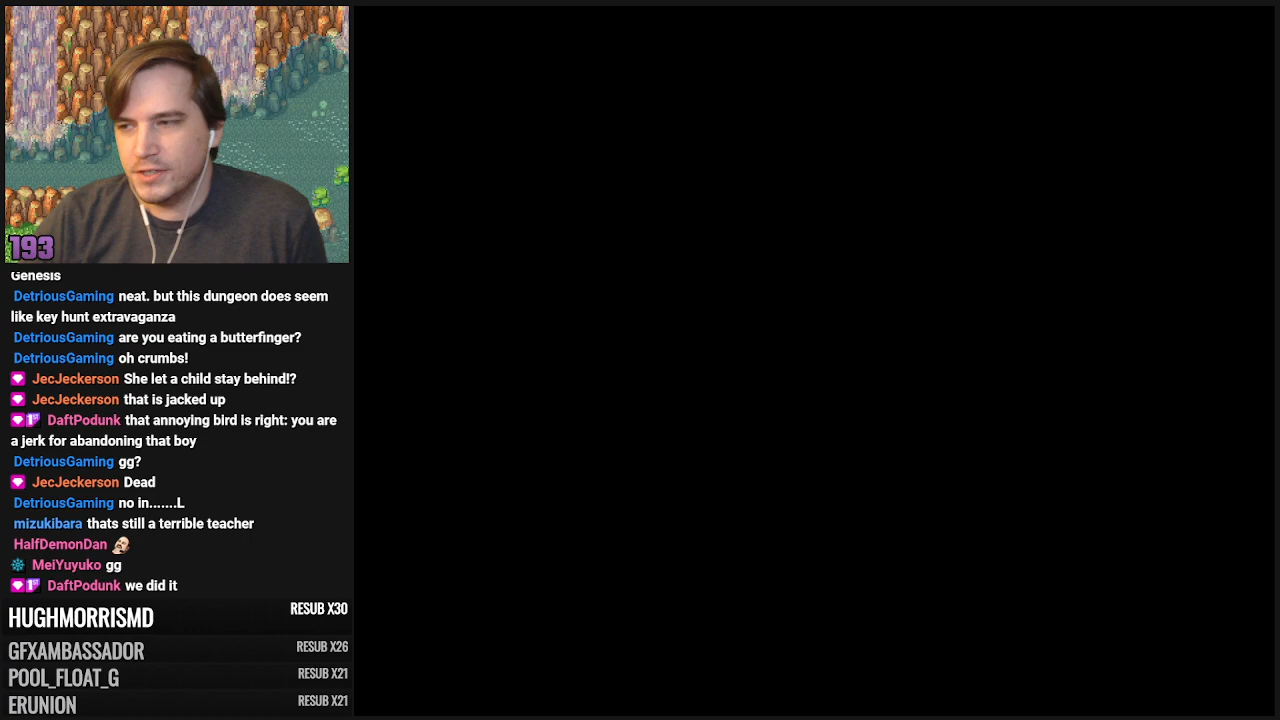 193
Genesis
DetriousGaming neat. but this dungeon does seem
like key hunt extravaganza
DetriousGaming are you eating a butterfinger?
DetriousGaming oh crumbs!
JecJeckerson She let a child stay behind!?
JecJeckerson that is jacked up
1ST DaftPodunk that annoying bird is right: you are
a jerk for abandoning that boy
DetriousGaming gg?
JecJeckerson Dead
DetriousGaming no in.......L
mizukibara thats still a terrible teacher
HalfDemonDan
MeiYuyuko gg
1ST DaftPodunk we did it
HUGHMORRISMD RESUB X30
GFXAMBASSADOR RESUB X26
POOL_FLOAT_G RESUB X21
ERUNION RESUB X21